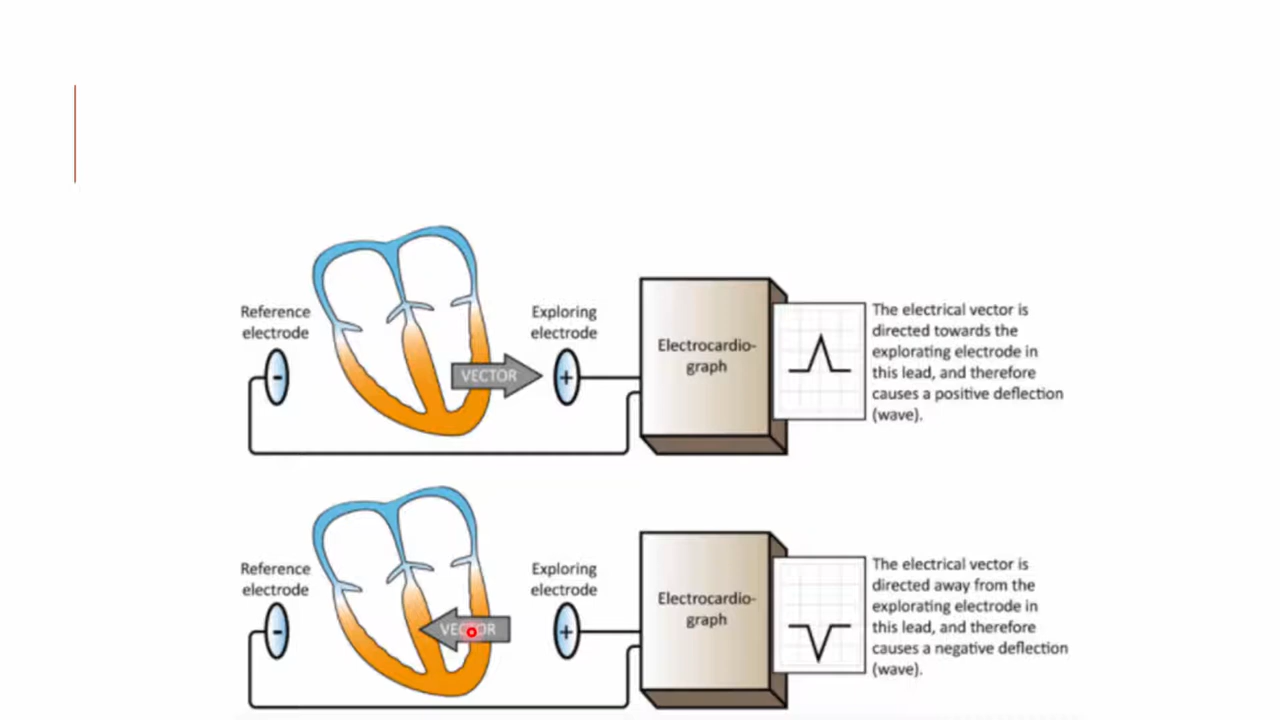 Reference
electrode
-
VECTOR
Exploring
electrode
+
Electrocardio-
graph
The electrical vector is
directed towards the
explorating electrode in
this lead, and therefore
causes a positive deflection
(wave).
Reference
electrode
-
VECTOR
Exploring
electrode
+
Electrocardio-
graph
The electrical vector is
directed away from the
explorating electrode in
this lead, and therefore
causes a negative deflection
(wave).